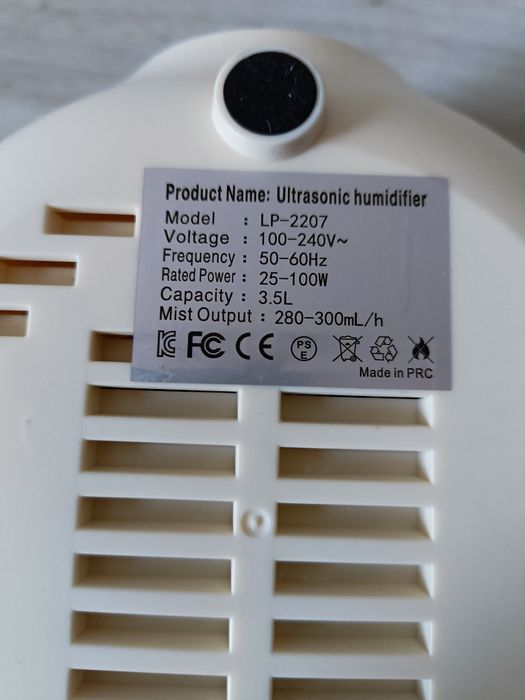 Product Name: Ultrasonic humidifier
Model : LP-2207
Voltage : 100-240V~
Frequency : 50-60Hz
Rated Power : 25-100W
Capacity : 3.5L
Mist Output : 280-300mL/h
KC FC CE PS E
Made in PRC